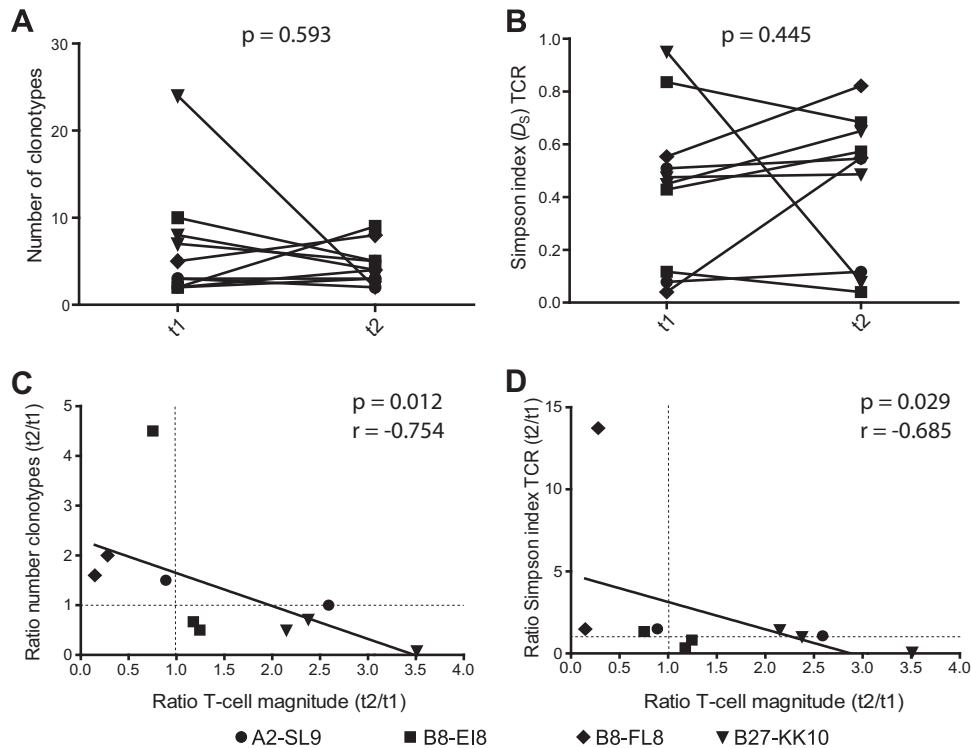 A
p = 0.593
Number of clonotypes
30
20
10
0
t1
t2
B
p = 0.445
Simpson index (DS) TCR
1.0
0.8
0.6
0.4
0.2
0.0
t1
t2
C
p = 0.012
r = -0.754
Ratio number clonotypes (t2/t1)
5
4
3
2
1
0
0.0 0.5 1.0 1.5 2.0 2.5 3.0 3.5 4.0
Ratio T-cell magnitude (t2/t1)
D
p = 0.029
r = -0.685
Ratio Simpson index TCR (t2/t1)
15
10
5
0
0.0 0.5 1.0 1.5 2.0 2.5 3.0 3.5 4.0
Ratio T-cell magnitude (t2/t1)
A2-SL9 B8-EI8 B8-FL8 B27-KK10